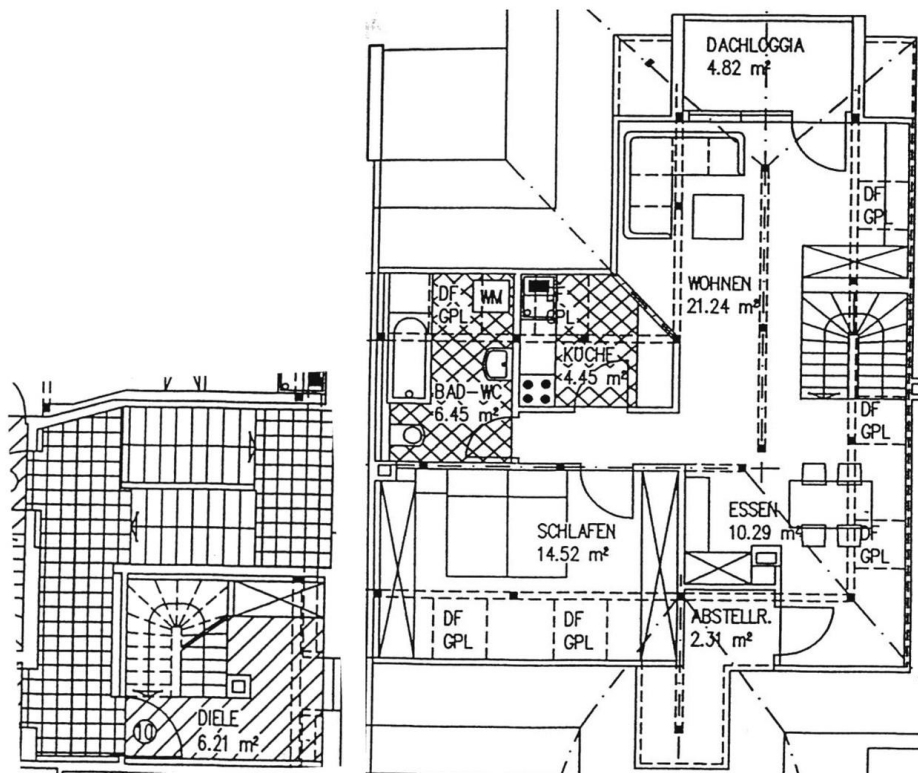 DACHLOGGIA
4.82 m²
DF
GPL
WOHNEN
21.24 m²
DF
GPL
WM
GPL
KÜCHE
4.45 m²
BAD-WC
6.45 m²
DF
GPL
ESSEN
10.29 m²
DF
GPL
SCHLAFEN
14.52 m²
DF
GPL
DF
GPL
ABSTELLR.
2.31 m²
DIELE
6.21 m²
10